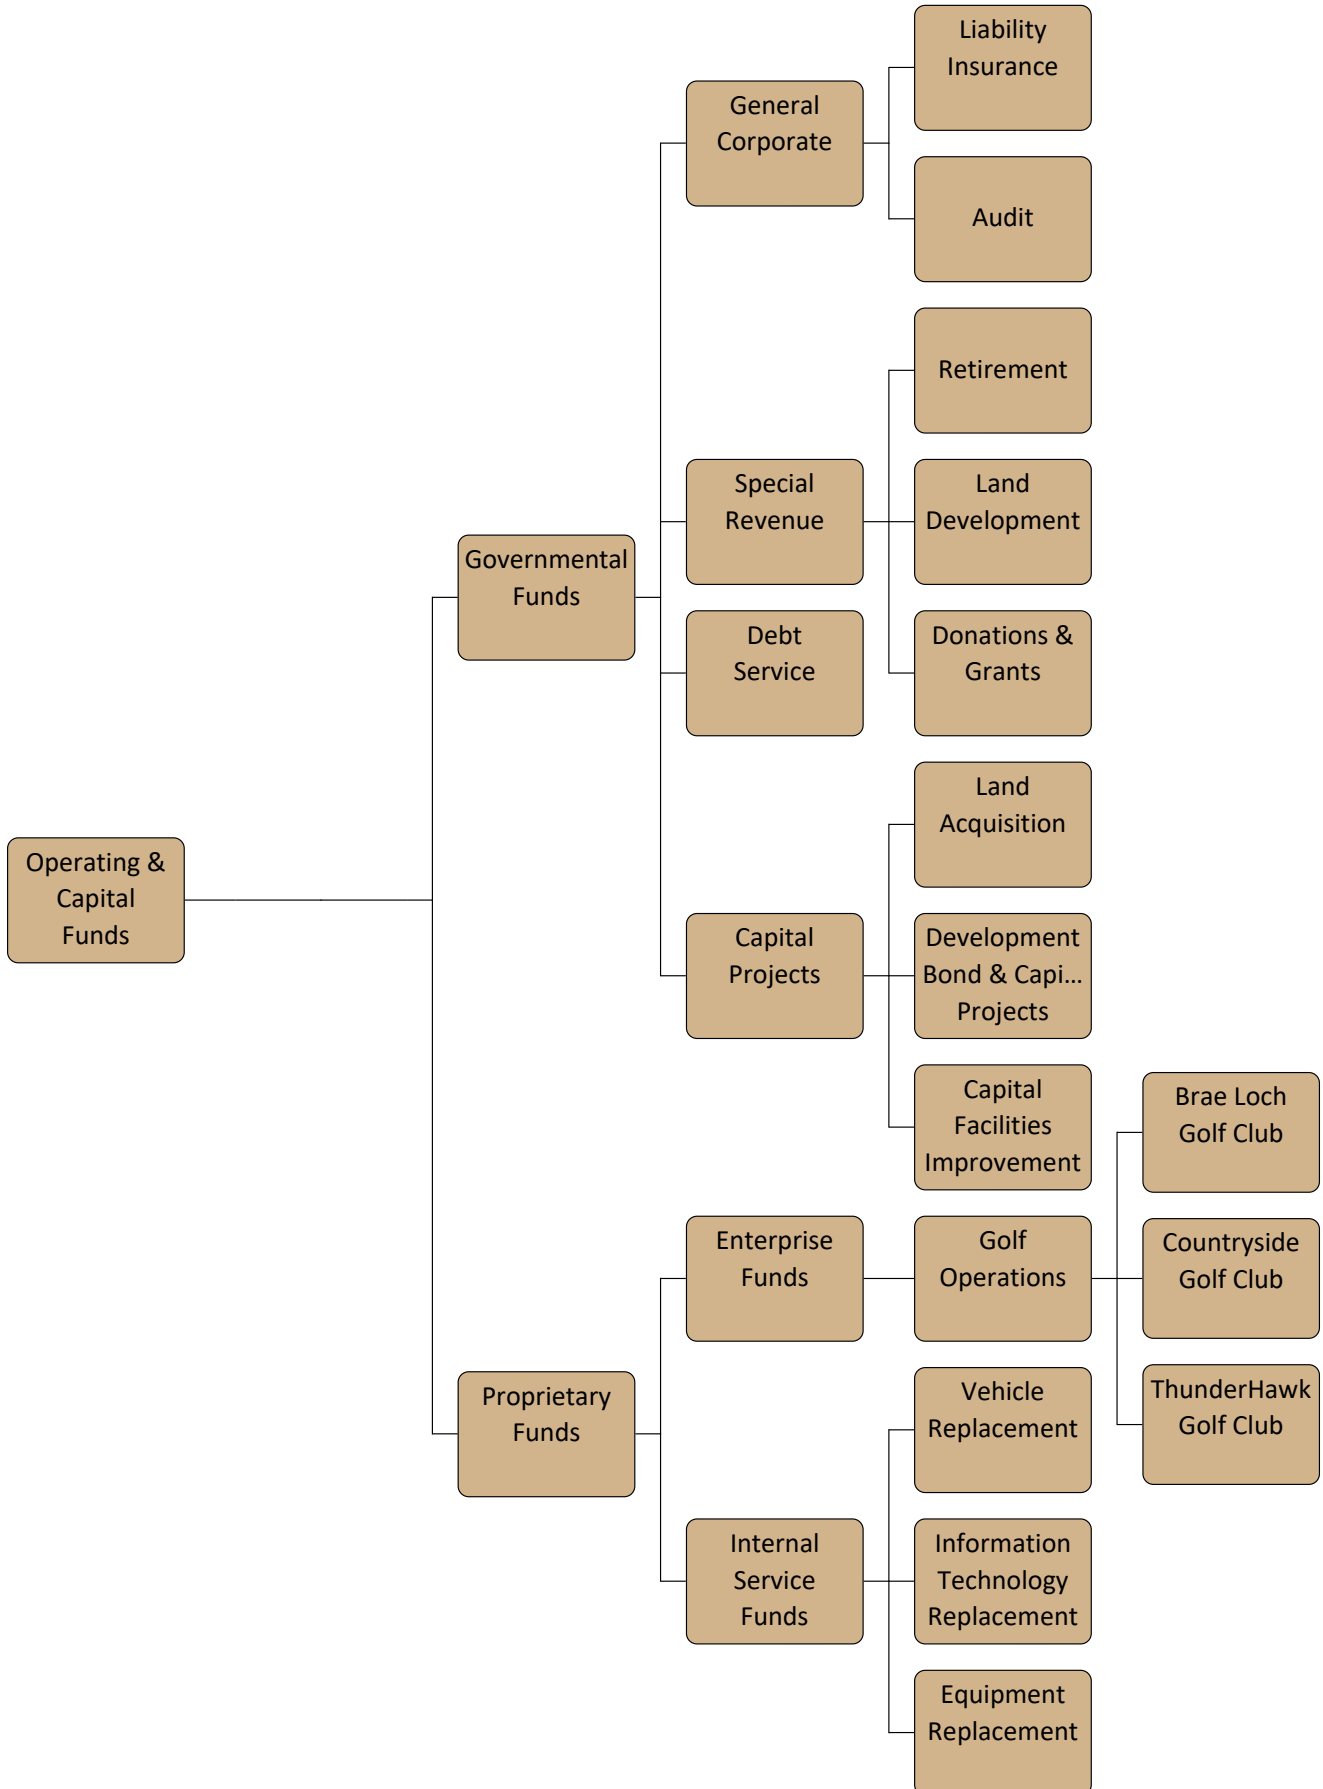 Liability
Insurance
General
Corporate
Audit
Retirement
Special
Revenue
Land
Development
Governmental
Funds
Debt
Service
Donations &
Grants
Land
Acquisition
Operating &
Capital
Funds
Capital
Projects
Development
Bond & Capi...
Projects
Capital
Facilities
Improvement
Brae Loch
Golf Club
Enterprise
Funds
Golf
Operations
Countryside
Golf Club
Proprietary
Funds
Vehicle
Replacement
ThunderHawk
Golf Club
Internal
Service
Funds
Information
Technology
Replacement
Equipment
Replacement